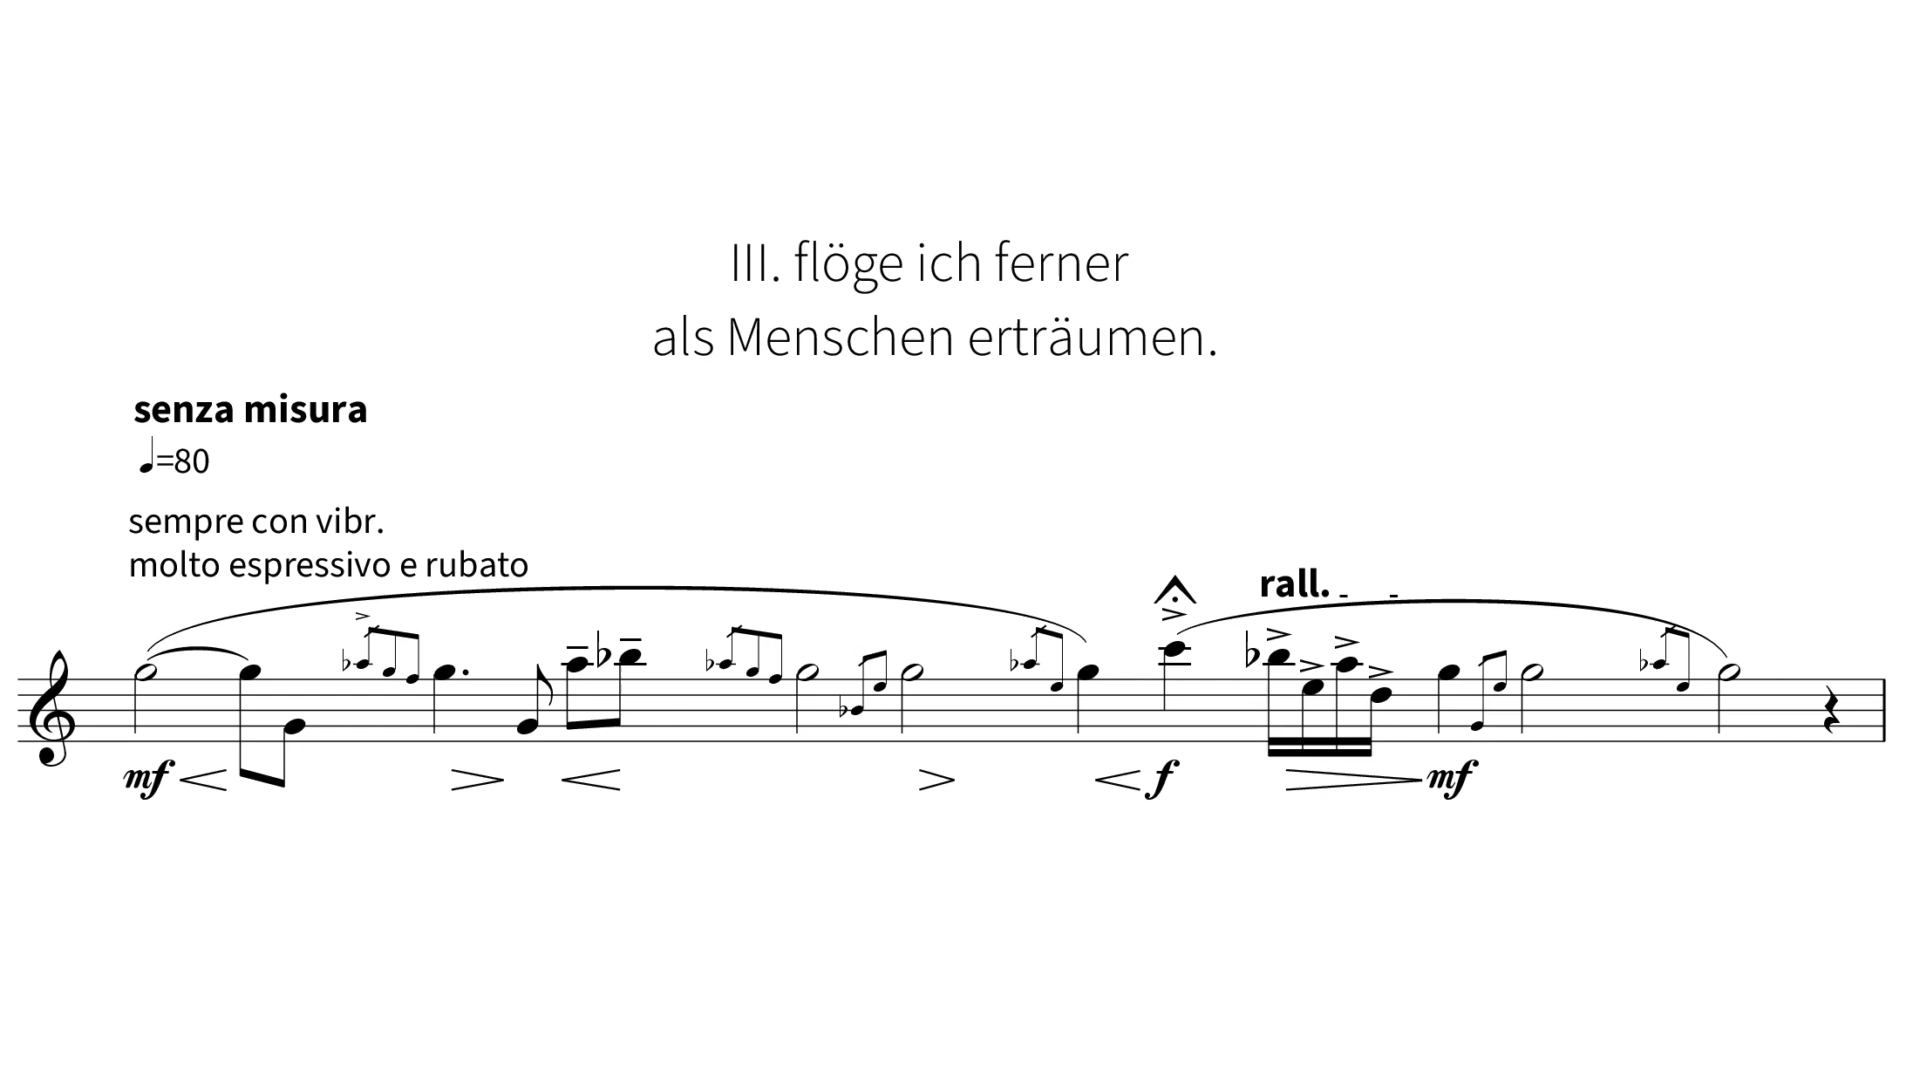 III. flöge ich ferner
als Menschen erträumen.
senza misura
♩=80
sempre con vibr.
molto espressivo e rubato
rall. - -
mf f mf